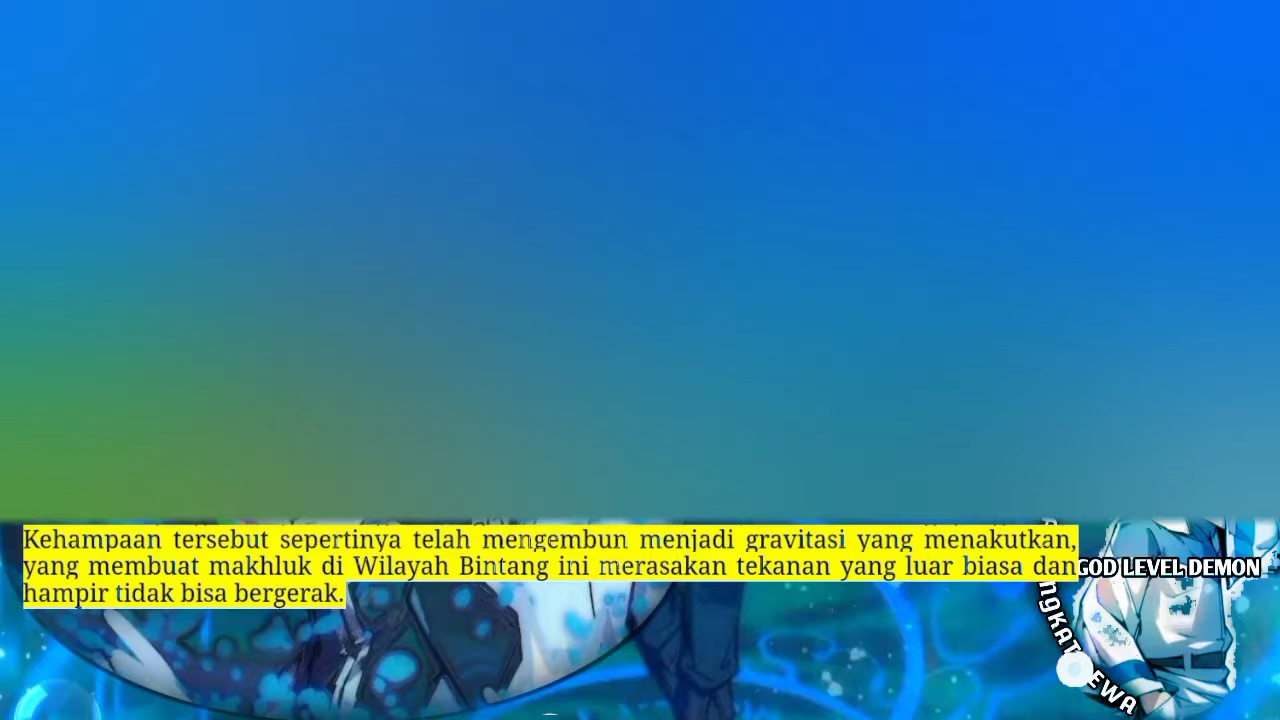 Kehampaan tersebut sepertinya telah mengembun menjadi gravitasi yang menakutkan,
yang membuat makhluk di Wilayah Bintang ini merasakan tekanan yang luar biasa dan
hampir tidak bisa bergerak.
GOD LEVEL DEMON